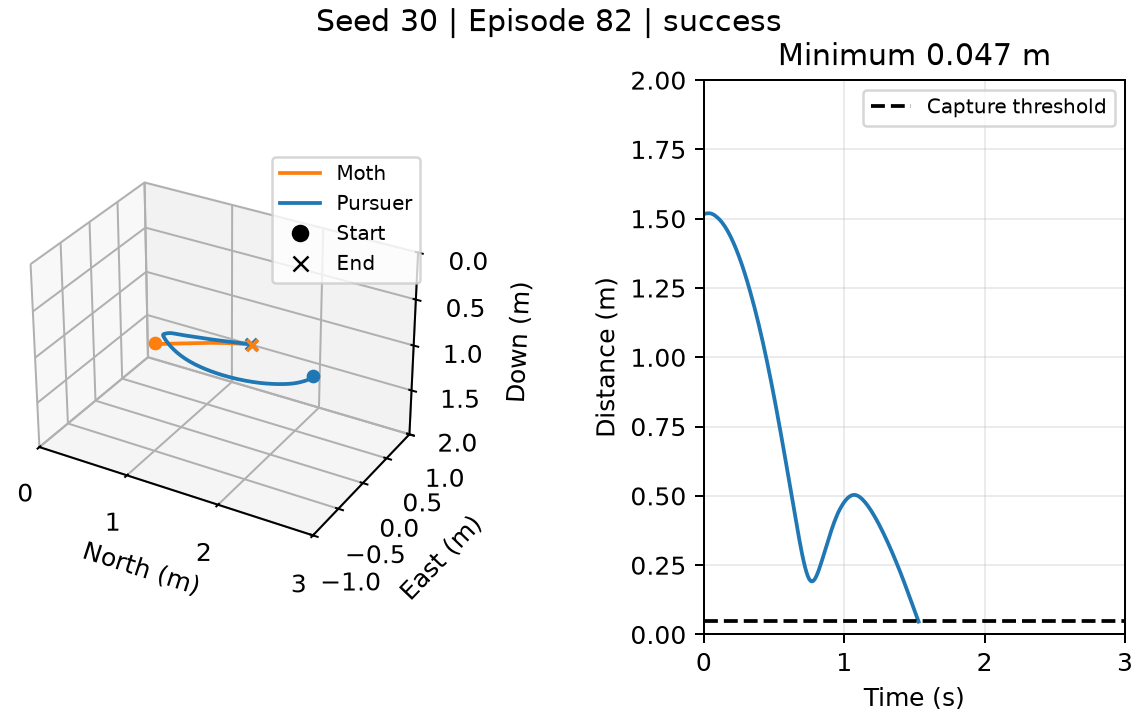 Seed 30 | Episode 82 | success
Moth
Pursuer
Start
End
0.0
0.5
1.0
1.5
2.0
Down (m)
1.0
0.5
0.0
−0.5
−1.0
East (m)
0
1
2
3
North (m)
Minimum 0.047 m
Capture threshold
2.00
1.75
1.50
1.25
1.00
0.75
0.50
0.25
0.00
Distance (m)
0
1
2
3
Time (s)